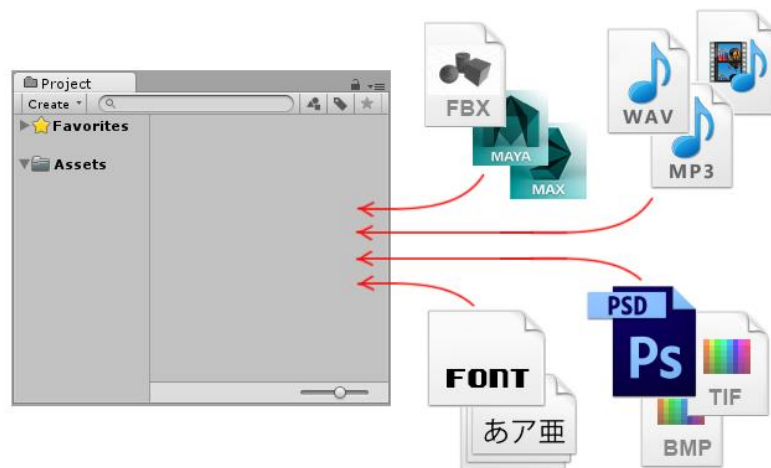 Project
Create
Favorites
Assets
FBX
MAYA
MAX
WAV
MP3
FONT
あア亜
PSD
Ps
TIF
BMP